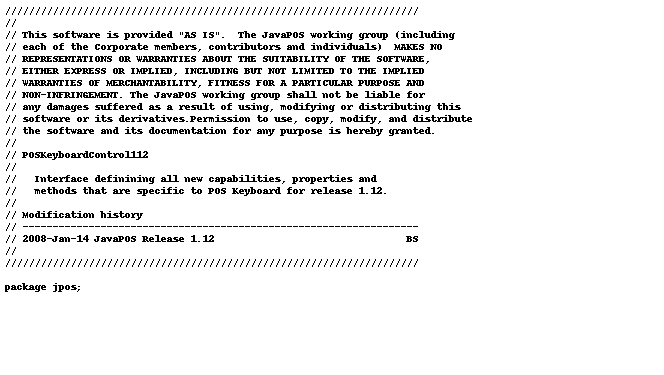 //////////////////////////////////////////////////////////////////////
//
// This software is provided "AS IS".  The JavaPOS working group (including
// each of the Corporate members, contributors and individuals)  MAKES NO
// REPRESENTATIONS OR WARRANTIES ABOUT THE SUITABILITY OF THE SOFTWARE,
// EITHER EXPRESS OR IMPLIED, INCLUDING BUT NOT LIMITED TO THE IMPLIED
// WARRANTIES OF MERCHANTABILITY, FITNESS FOR A PARTICULAR PURPOSE AND
// NON-INFRINGEMENT. The JavaPOS working group shall not be liable for
// any damages suffered as a result of using, modifying or distributing this
// software or its derivatives.Permission to use, copy, modify, and distribute
// the software and its documentation for any purpose is hereby granted.
//
// POSKeyboardControl112
//
//   Interface definining all new capabilities, properties and
//   methods that are specific to POS Keyboard for release 1.12.
//
// Modification history
// ------------------------------------------------------------------
// 2008-Jan-14 JavaPOS Release 1.12                                BS
//
//////////////////////////////////////////////////////////////////////
package jpos;